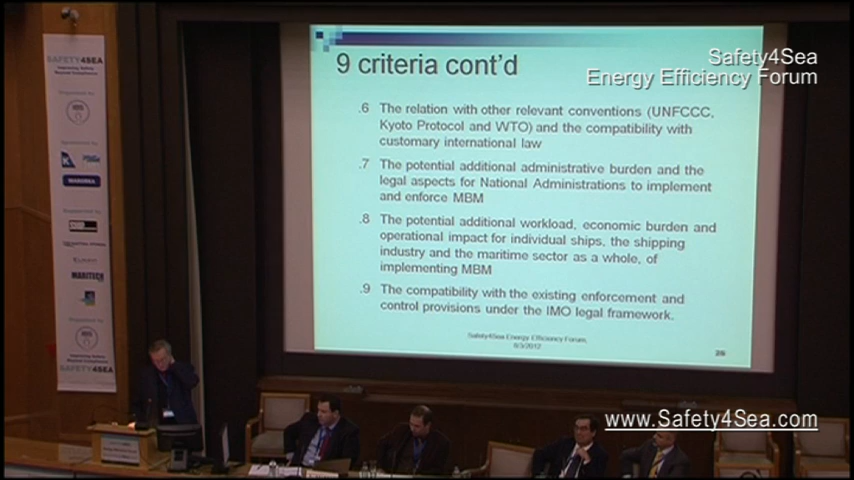 SAFETY4SEA
9 criteria cont'd
Safety4Sea
Energy Efficiency Forum
.6 The relation with other relevant conventions (UNFCCC,
Kyoto Protocol and WTO) and the compatibility with
customary international law
.7 The potential additional administrative burden and the
legal aspects for National Administrations to implement
and enforce MBM
.8 The potential additional workload, economic burden and
operational impact for individual ships, the shipping
industry and the maritime sector as a whole, of
implementing MBM
.9 The compatibility with the existing enforcement and
control provisions under the IMO legal framework.
Safety4Sea Energy Efficiency Forum,
MARITECH
SAFETY4SEA
www.Safety4Sea.com